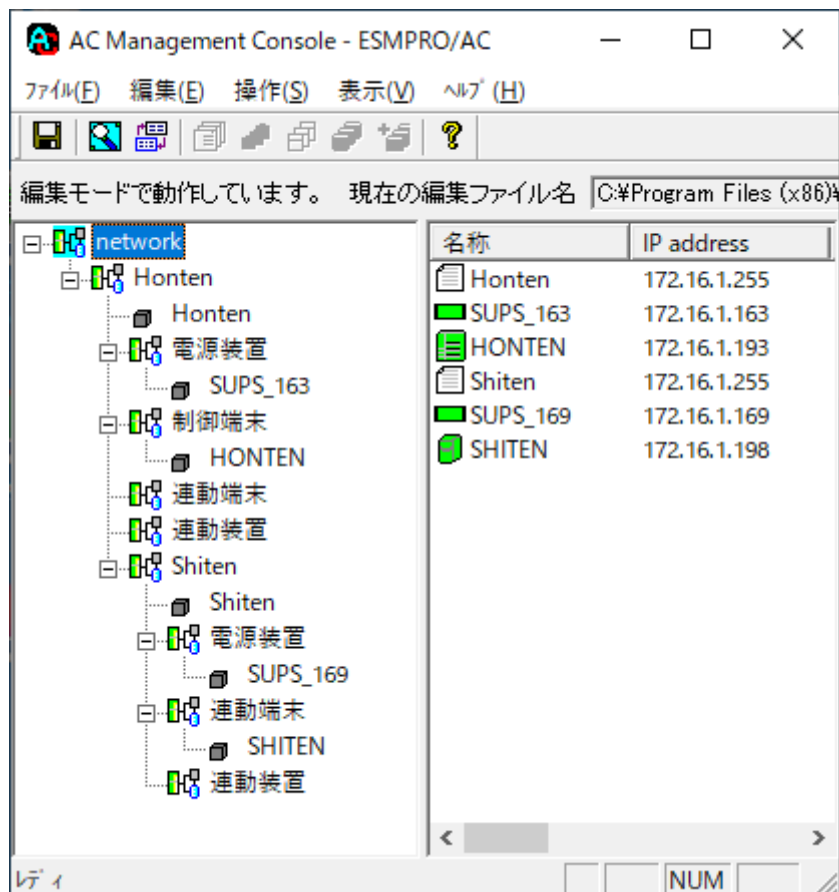 AC Management Console - ESMPRO/AC
ﾌｧｲﾙ(F) 編集(E) 操作(S) 表示(V) ﾍﾙﾌﾟ(H)
編集モードで動作しています。 現在の編集ファイル名 C:¥Program Files (x86)¥
network
Honten
Honten
電源装置
SUPS_163
制御端末
HONTEN
連動端末
連動装置
Shiten
Shiten
電源装置
SUPS_169
連動端末
SHITEN
連動装置
名称 IP address
Honten 172.16.1.255
SUPS_163 172.16.1.163
HONTEN 172.16.1.193
Shiten 172.16.1.255
SUPS_169 172.16.1.169
SHITEN 172.16.1.198
ﾚﾃﾞｨ NUM